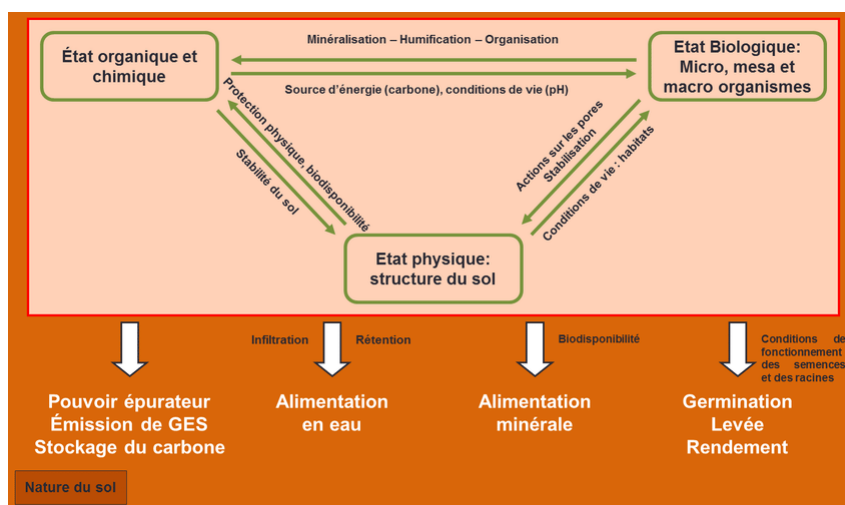 Minéralisation – Humification – Organisation
État organique et
chimique
Etat Biologique:
Micro, mesa et
macro organismes
Source d'énergie (carbone), conditions de vie (pH)
Protection physique, biodisponibilité
Stabilité du sol
Actions sur les pores
Stabilisation
Conditions de vie : habitats
Etat physique:
structure du sol
Infiltration
Rétention
Biodisponibilité
Conditions de
fonctionnement
des semences
et des racines
Pouvoir épurateur
Émission de GES
Stockage du carbone
Alimentation
en eau
Alimentation
minérale
Germination
Levée
Rendement
Nature du sol